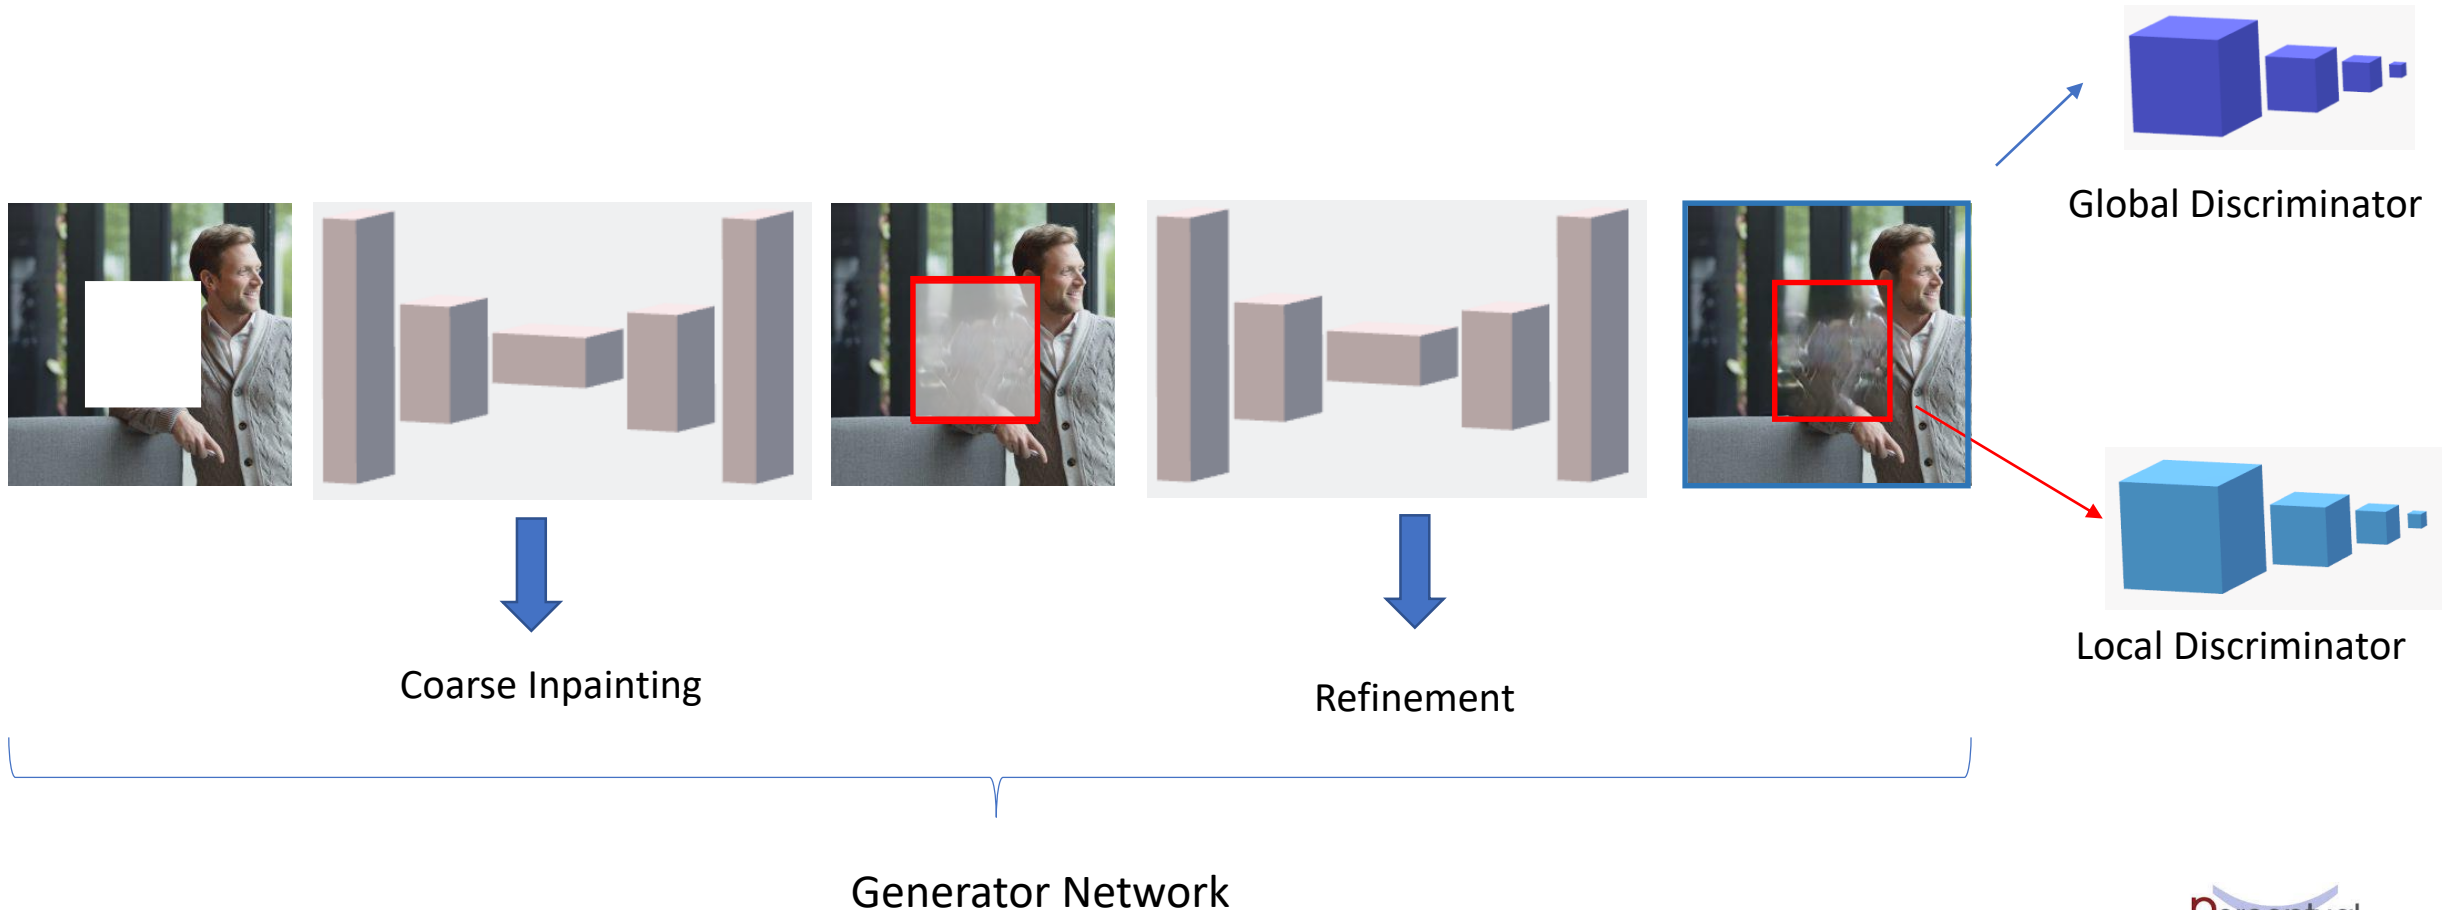 Global Discriminator
Local Discriminator
Coarse Inpainting
Refinement
Generator Network